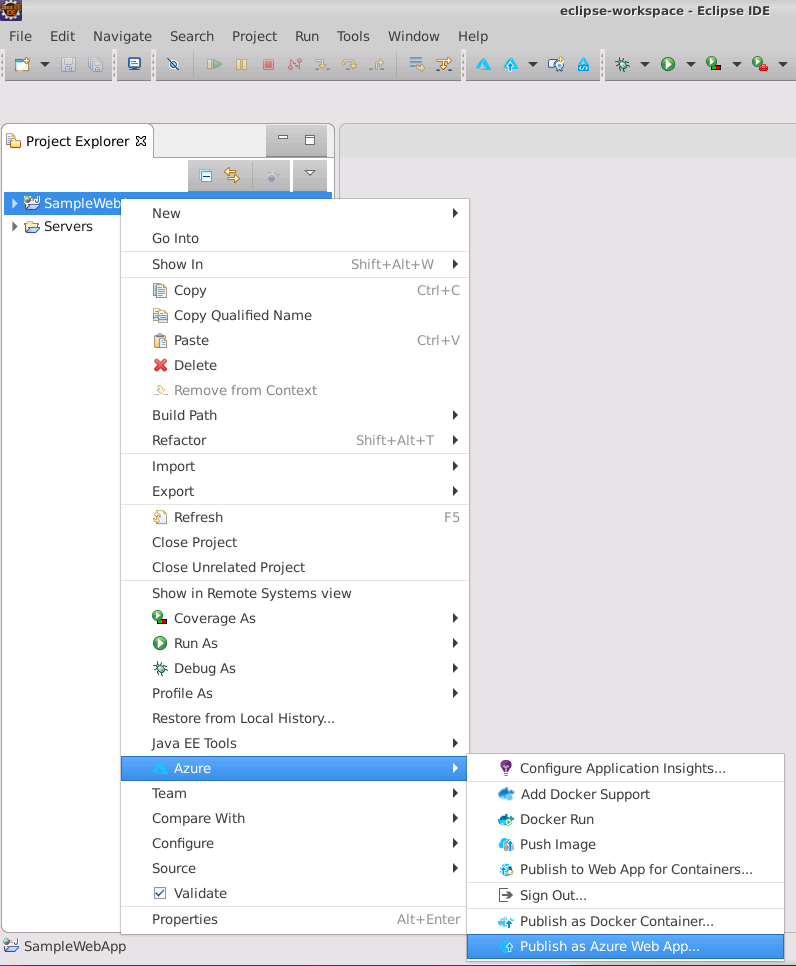 eclipse-workspace - Eclipse IDE
File Edit Navigate Search Project Run Tools Window Help
Project Explorer
SampleWeb
Servers
New
Go Into
Show In Shift+Alt+W
Copy Ctrl+C
Copy Qualified Name
Paste Ctrl+V
Delete
Remove from Context
Build Path
Refactor Shift+Alt+T
Import
Export
Refresh F5
Close Project
Close Unrelated Project
Show in Remote Systems view
Coverage As
Run As
Debug As
Profile As
Restore from Local History...
Java EE Tools
Azure
Team
Compare With
Configure
Source
Validate
Properties Alt+Enter
Configure Application Insights...
Add Docker Support
Docker Run
Push Image
Publish to Web App for Containers...
Sign Out...
Publish as Docker Container...
Publish as Azure Web App...
SampleWebApp